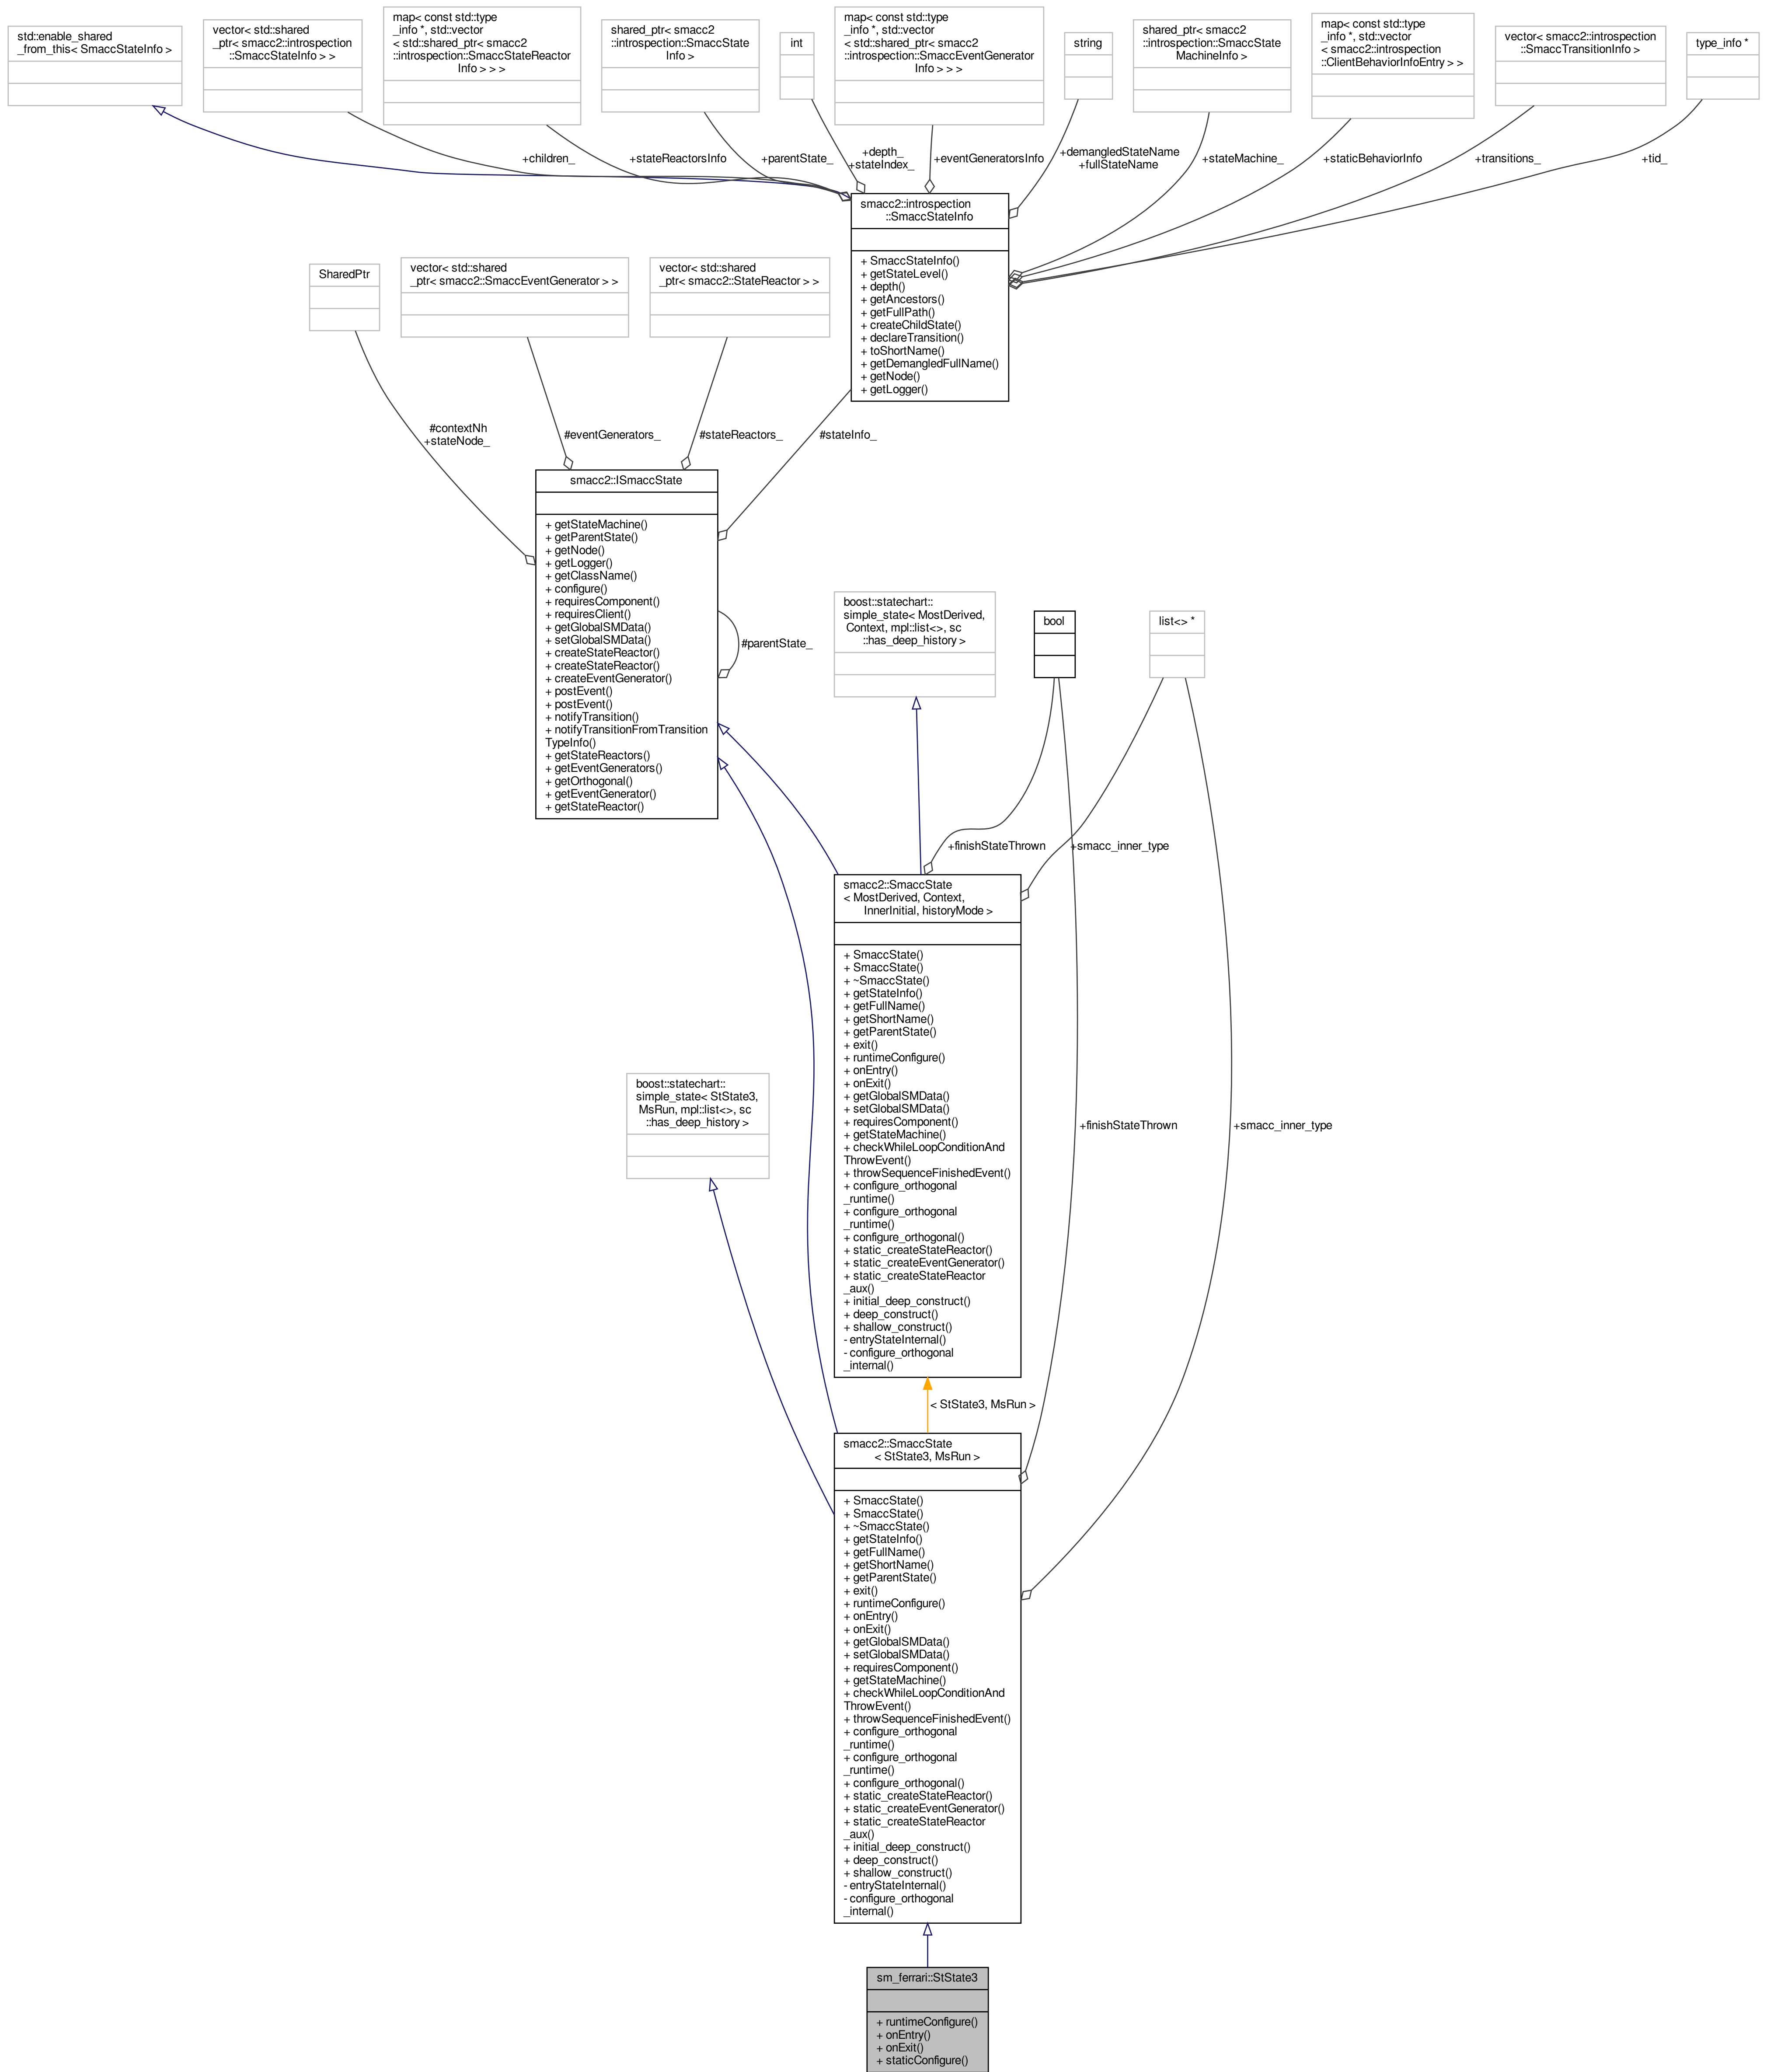 std::enable_shared
_from_this< SmaccStateInfo >
vector< std::shared
_ptr< smacc2::introspection
::SmaccStateInfo > >
map< const std::type
_info *, std::vector
< std::shared_ptr< smacc2
::introspection::SmaccStateReactor
Info > > >
shared_ptr< smacc2
::introspection::SmaccState
Info >
int
map< const std::type
_info *, std::vector
< std::shared_ptr< smacc2
::introspection::SmaccEventGenerator
Info > > >
string
shared_ptr< smacc2
::introspection::SmaccState
MachineInfo >
map< const std::type
_info *, std::vector
< smacc2::introspection
::ClientBehaviorInfoEntry > >
vector< smacc2::introspection
::SmaccTransitionInfo >
type_info *
+children_
+stateReactorsInfo
+parentState_
+depth_
+stateIndex_
+eventGeneratorsInfo
+demangledStateName
+fullStateName
+stateMachine_
+staticBehaviorInfo
+transitions_
+tid_
smacc2::introspection
::SmaccStateInfo
+ SmaccStateInfo()
+ getStateLevel()
+ depth()
+ getAncestors()
+ getFullPath()
+ createChildState()
+ declareTransition()
+ toShortName()
+ getDemangledFullName()
+ getNode()
+ getLogger()
SharedPtr
vector< std::shared
_ptr< smacc2::SmaccEventGenerator > >
vector< std::shared
_ptr< smacc2::StateReactor > >
#contextNh
+stateNode_
#eventGenerators_
#stateReactors_
#stateInfo_
smacc2::ISmaccState
+ getStateMachine()
+ getParentState()
+ getNode()
+ getLogger()
+ getClassName()
+ configure()
+ requiresComponent()
+ requiresClient()
+ getGlobalSMData()
+ setGlobalSMData()
+ createStateReactor()
+ createStateReactor()
+ createEventGenerator()
+ postEvent()
+ postEvent()
+ notifyTransition()
+ notifyTransitionFromTransition
TypeInfo()
+ getStateReactors()
+ getEventGenerators()
+ getOrthogonal()
+ getEventGenerator()
+ getStateReactor()
#parentState_
boost::statechart::
simple_state< MostDerived,
Context, mpl::list<>, sc
::has_deep_history >
bool
list<> *
+finishStateThrown
+smacc_inner_type
smacc2::SmaccState
< MostDerived, Context,
InnerInitial, historyMode >
+ SmaccState()
+ SmaccState()
+ ~SmaccState()
+ getStateInfo()
+ getFullName()
+ getShortName()
+ getParentState()
+ exit()
+ runtimeConfigure()
+ onEntry()
+ onExit()
+ getGlobalSMData()
+ setGlobalSMData()
+ requiresComponent()
+ getStateMachine()
+ checkWhileLoopConditionAnd
ThrowEvent()
+ throwSequenceFinishedEvent()
+ configure_orthogonal
_runtime()
+ configure_orthogonal
_runtime()
+ configure_orthogonal()
+ static_createStateReactor()
+ static_createEventGenerator()
+ static_createStateReactor
_aux()
+ initial_deep_construct()
+ deep_construct()
+ shallow_construct()
- entryStateInternal()
- configure_orthogonal
_internal()
boost::statechart::
simple_state< StState3,
MsRun, mpl::list<>, sc
::has_deep_history >
+finishStateThrown
+smacc_inner_type
< StState3, MsRun >
smacc2::SmaccState
< StState3, MsRun >
+ SmaccState()
+ SmaccState()
+ ~SmaccState()
+ getStateInfo()
+ getFullName()
+ getShortName()
+ getParentState()
+ exit()
+ runtimeConfigure()
+ onEntry()
+ onExit()
+ getGlobalSMData()
+ setGlobalSMData()
+ requiresComponent()
+ getStateMachine()
+ checkWhileLoopConditionAnd
ThrowEvent()
+ throwSequenceFinishedEvent()
+ configure_orthogonal
_runtime()
+ configure_orthogonal
_runtime()
+ configure_orthogonal()
+ static_createStateReactor()
+ static_createEventGenerator()
+ static_createStateReactor
_aux()
+ initial_deep_construct()
+ deep_construct()
+ shallow_construct()
- entryStateInternal()
- configure_orthogonal
_internal()
sm_ferrari::StState3
+ runtimeConfigure()
+ onEntry()
+ onExit()
+ staticConfigure()